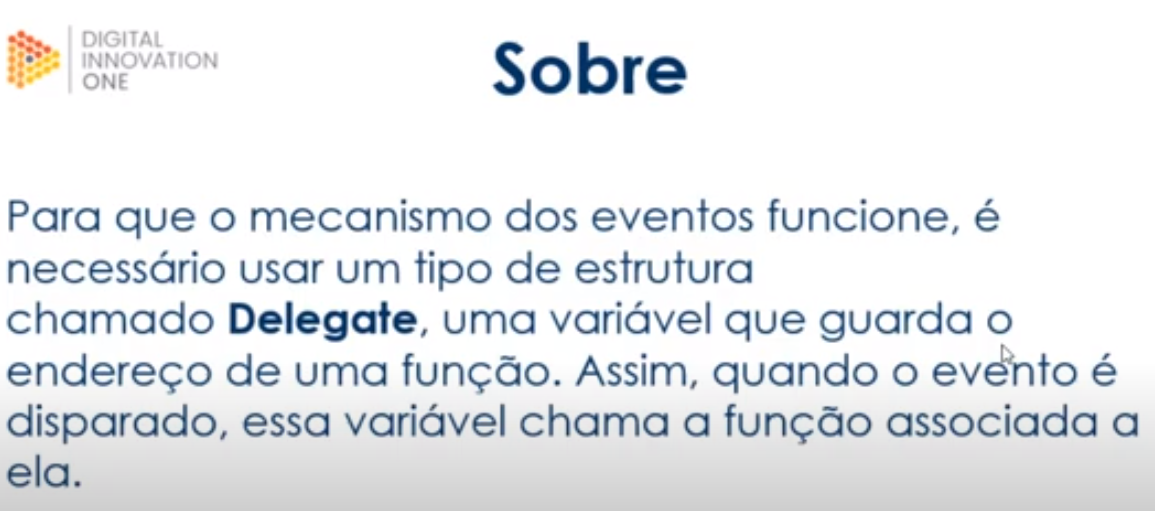 DIGITAL
INNOVATION
ONE
Sobre
Para que o mecanismo dos eventos funcione, é
necessário usar um tipo de estrutura
chamado Delegate, uma variável que guarda o
endereço de uma função. Assim, quando o evento é
disparado, essa variável chama a função associada a
ela.